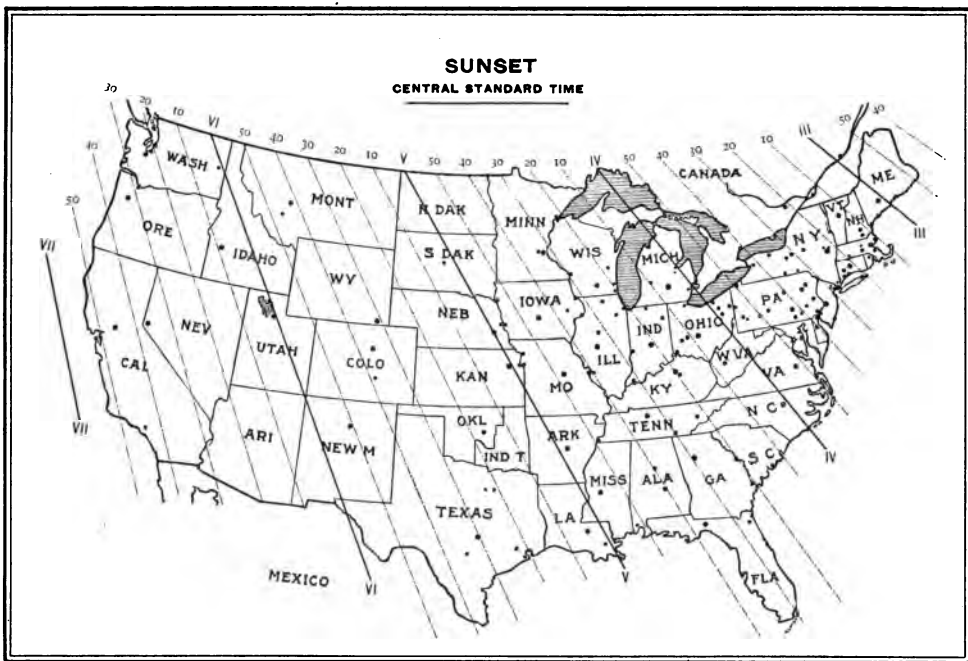 SUNSET
CENTRAL STANDARD TIME
30 20 10 VI 50 40 30 20 10 V 50 40 30 20 10 IV 50 40 30 20 10 III 50 40
40
50
VII
VII
WASH
ORE
IDAHO
MONT
N DAK
S DAK
MINN
WIS
MICH
CANADA
ME
VT
NH
N Y
III
WY
NEB
IOWA
ILL
IND
OHIO
PA
CAL
NEV
UTAH
COLO
KAN
MO
KY
W VA
VA
ARI
NEW M
OKL
IND T
ARK
TENN
N C
S C
IV
TEXAS
LA
MISS
ALA
GA
FLA
MEXICO
VI
V